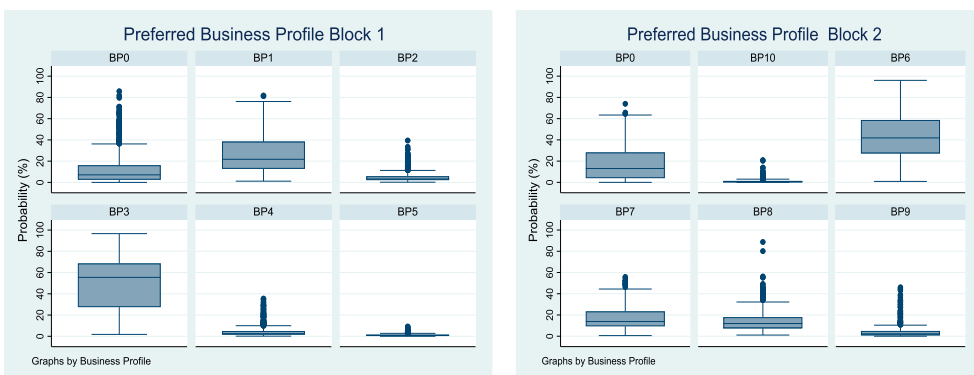 Preferred Business Profile Block 1
BP0 BP1 BP2
100
80
60
40
20
0
BP3 BP4 BP5
100
80
60
40
20
0
Probability (%)
Graphs by Business Profile
Preferred Business Profile  Block 2
BP0 BP10 BP6
100
80
60
40
20
0
BP7 BP8 BP9
100
80
60
40
20
0
Probability (%)
Graphs by Business Profile